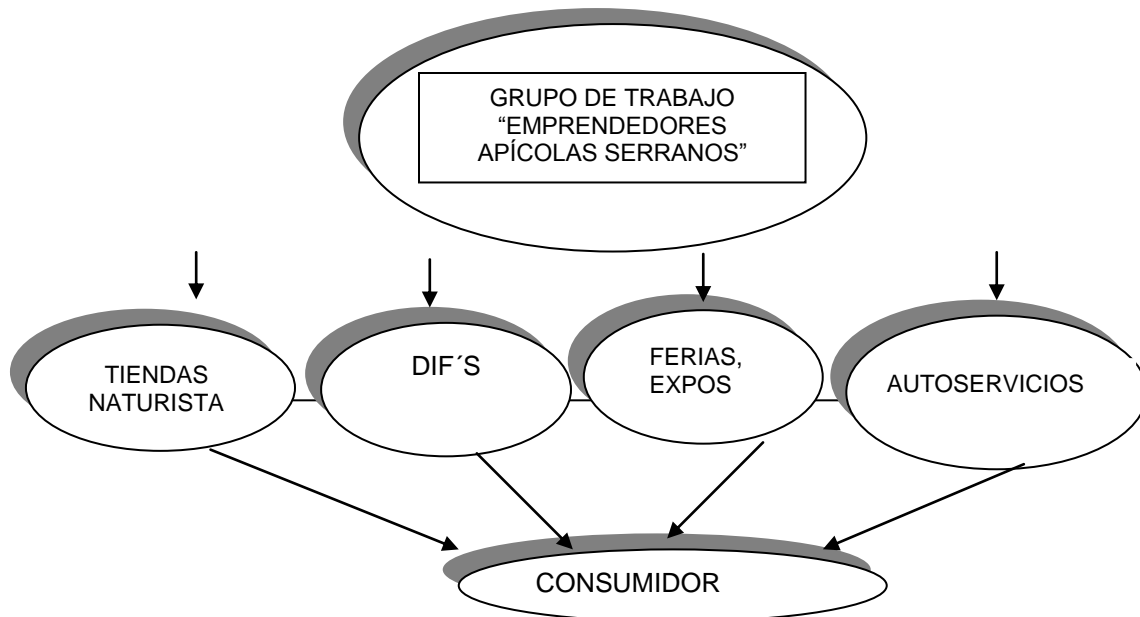 GRUPO DE TRABAJO
“EMPRENDEDORES
APÍCOLAS SERRANOS”
TIENDAS
NATURISTA
DIF´S
FERIAS,
EXPOS
AUTOSERVICIOS
CONSUMIDOR